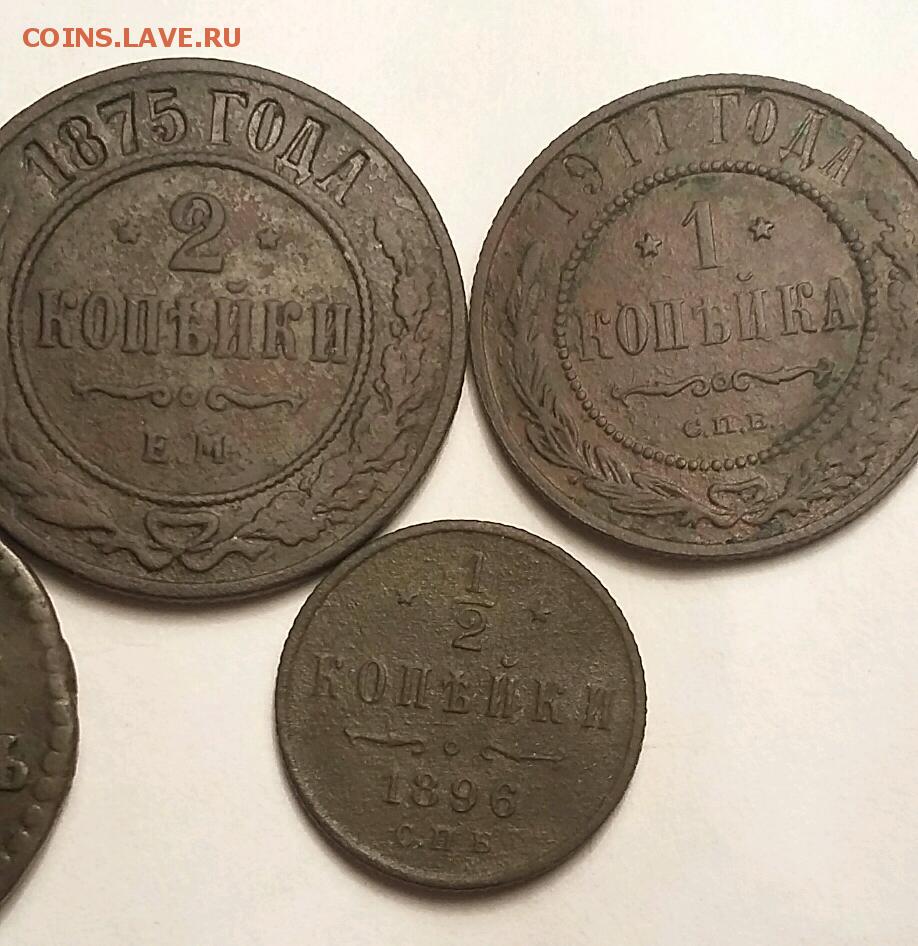 COINS.LAVE.RU
1875 ГОДА
2
КОПѢЙКИ
Е.М.
1911 ГОДА
1
КОПѢЙКА
С.П.Б.
1/2
КОПѢЙКИ
1896
С.П.Б.
Ь